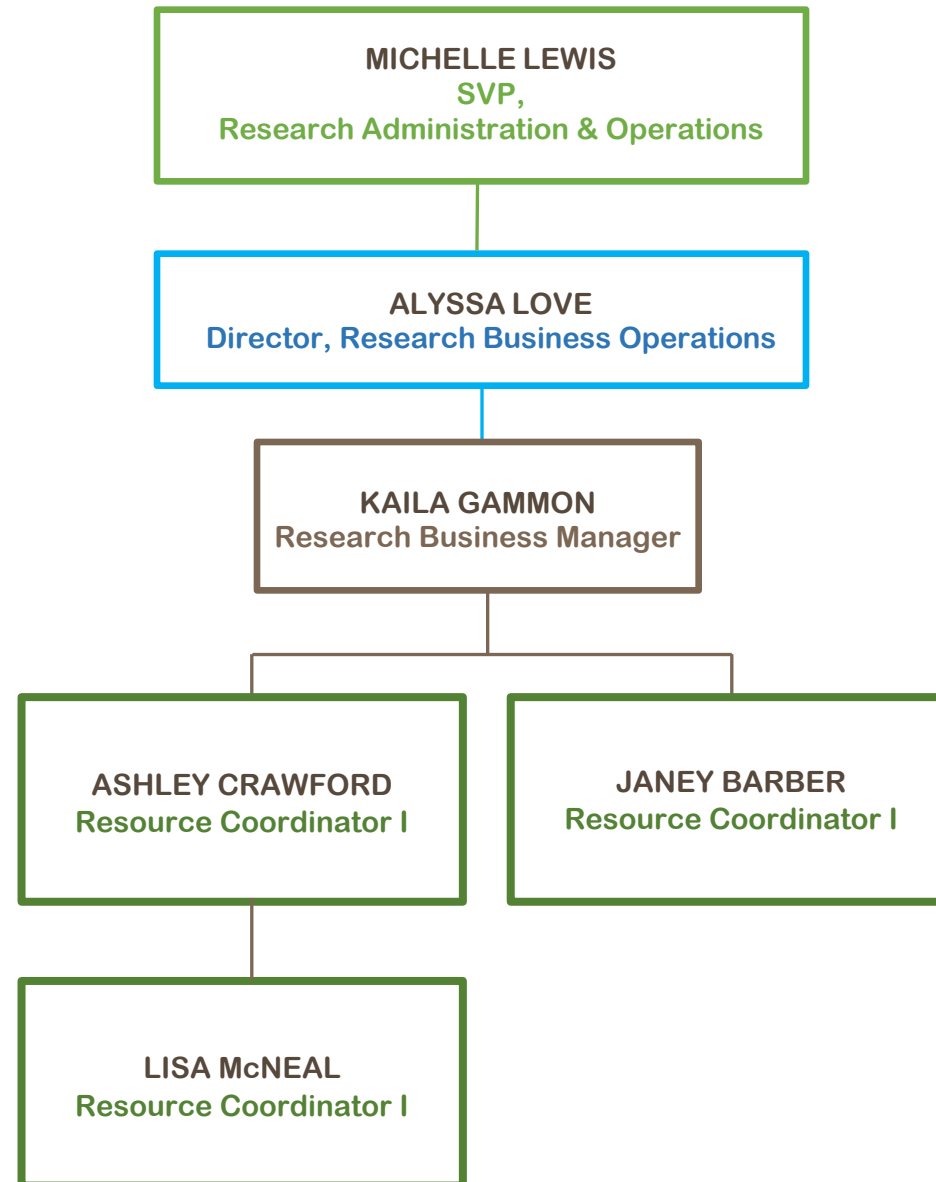 MICHELLE LEWIS
SVP,
Research Administration & Operations
ALYSSA LOVE
Director, Research Business Operations
KAILA GAMMON
Research Business Manager
ASHLEY CRAWFORD
Resource Coordinator I
JANEY BARBER
Resource Coordinator I
LISA McNEAL
Resource Coordinator I